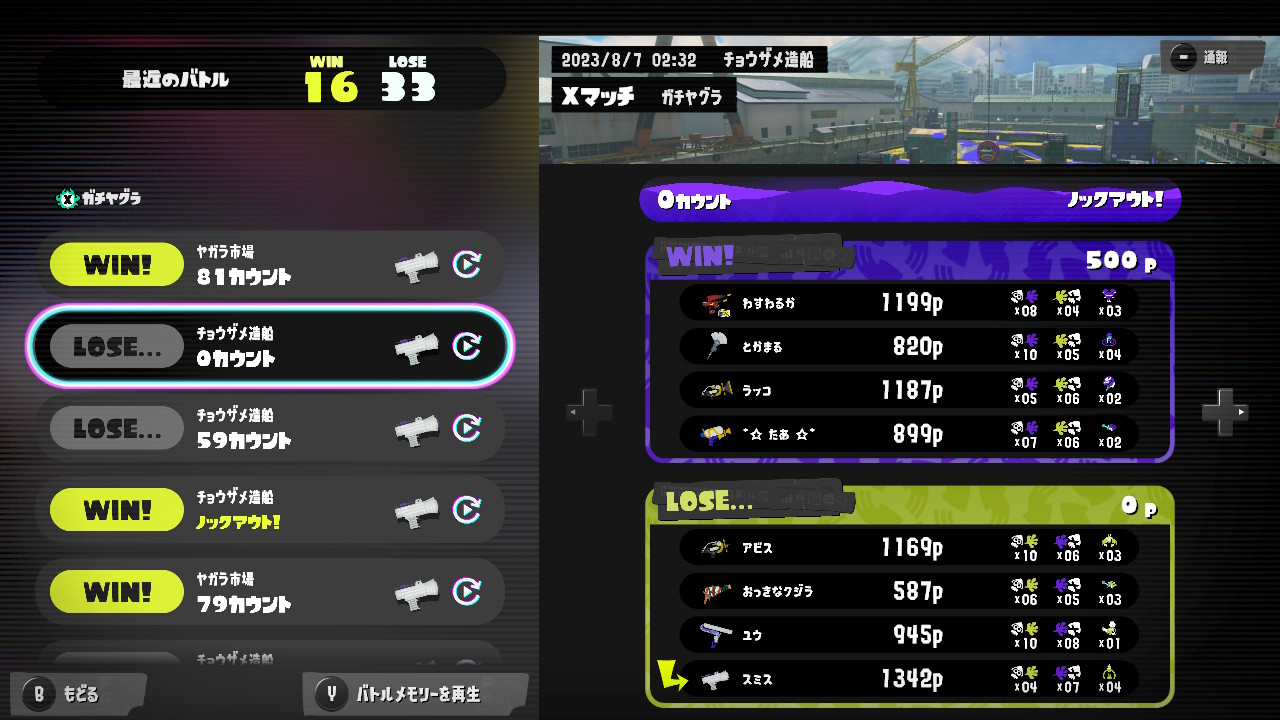 最近のバトル
WIN
16
LOSE
33
X ガチヤグラ
WIN!
ヤガラ市場
81カウント
LOSE...
チョウザメ造船
0カウント
LOSE...
チョウザメ造船
59カウント
WIN!
チョウザメ造船
ノックアウト!
WIN!
ヤガラ市場
79カウント
チョウザメ造船
B もどる
Y バトルメモリーを再生
2023/8/7 02:32 チョウザメ造船
Xマッチ ガチヤグラ
通報
0カウント ノックアウト!
WIN! 500p
わすわるが 1199p x08 x04 x03
とがまる 820p x10 x05 x04
ラッコ 1187p x05 x06 x02
*☆ たあ ☆* 899p x07 x06 x02
LOSE... 0p
アビス 1169p x10 x06 x03
おっきなクジラ 587p x06 x05 x03
ユウ 945p x10 x08 x01
スミス 1342p x04 x07 x04